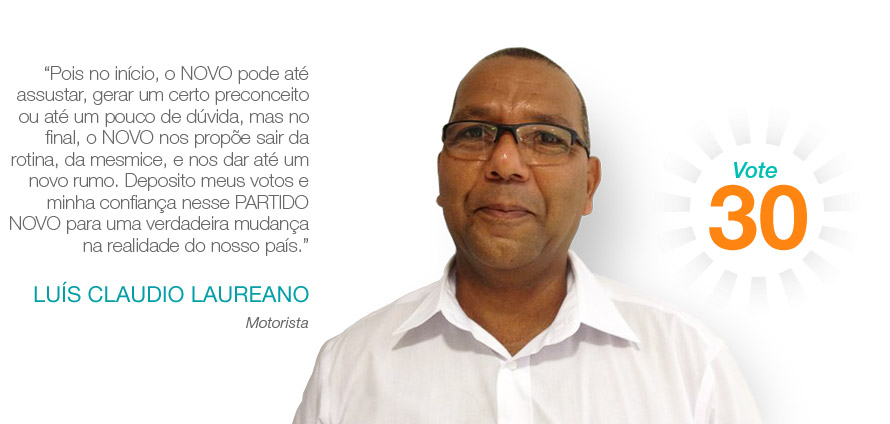 “Pois no início, o NOVO pode até
assustar, gerar um certo preconceito
ou até um pouco de dúvida, mas no
final, o NOVO nos propõe sair da
rotina, da mesmice, e nos dar até um
novo rumo. Deposito meus votos e
minha confiança nesse PARTIDO
NOVO para uma verdadeira mudança
na realidade do nosso país.”
LUÍS CLAUDIO LAUREANO
Motorista
Vote
30